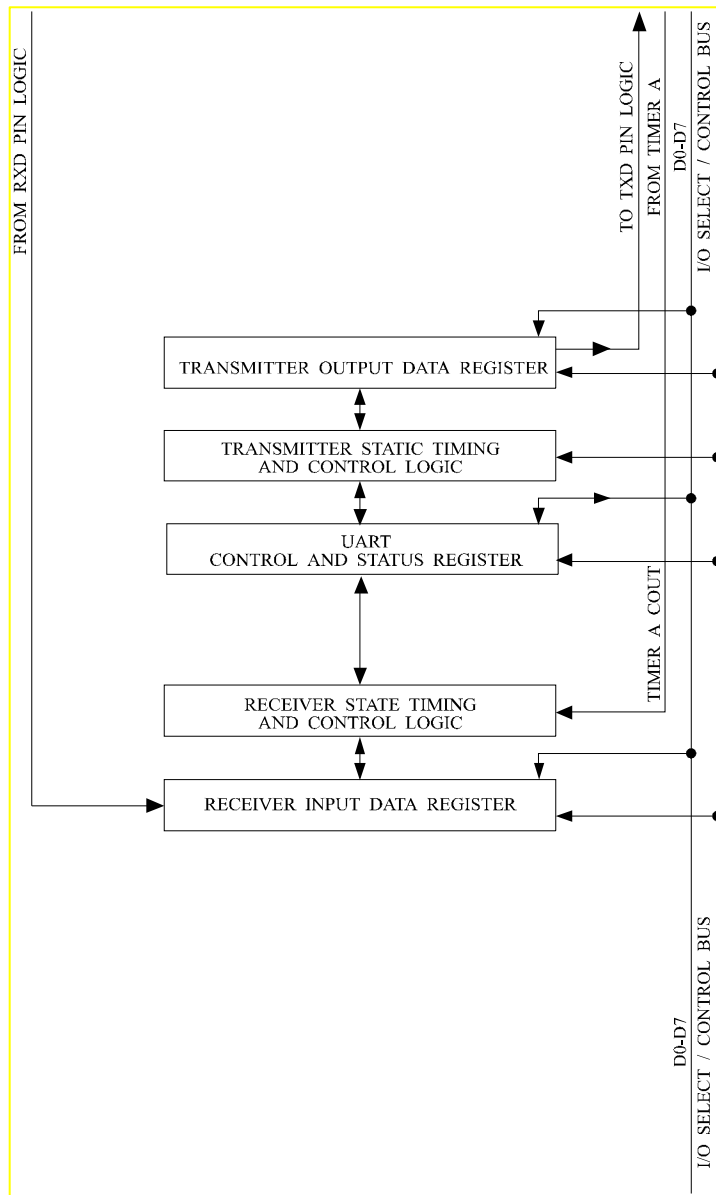 FROM RXD PIN LOGIC
TO TXD PIN LOGIC
FROM TIMER A
D0-D7
I/O SELECT / CONTROL BUS
TRANSMITTER OUTPUT DATA REGISTER
TRANSMITTER STATIC TIMING
AND CONTROL LOGIC
UART
CONTROL AND STATUS REGISTER
TIMER A COUT
RECEIVER STATE TIMING
AND CONTROL LOGIC
RECEIVER INPUT DATA REGISTER
D0-D7
I/O SELECT / CONTROL BUS